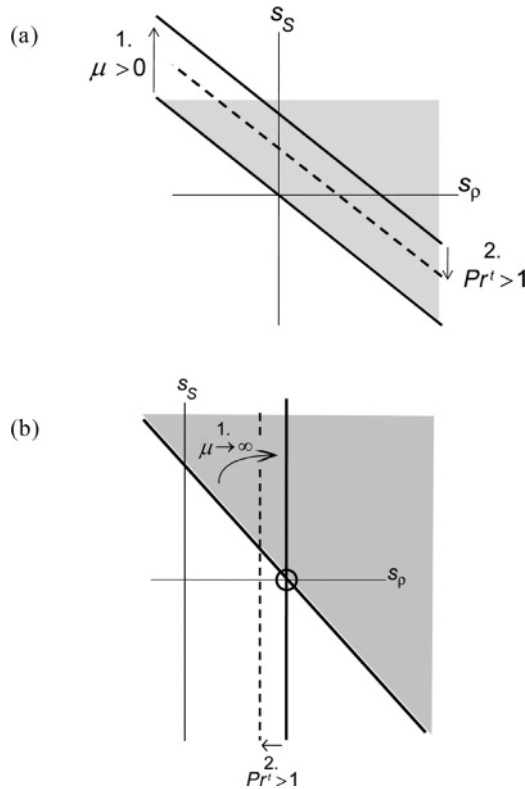 (a)
s_S
1.
μ > 0
s_ρ
2.
Pr^t > 1
(b)
s_S
1.
μ → ∞
s_ρ
2.
Pr^t > 1